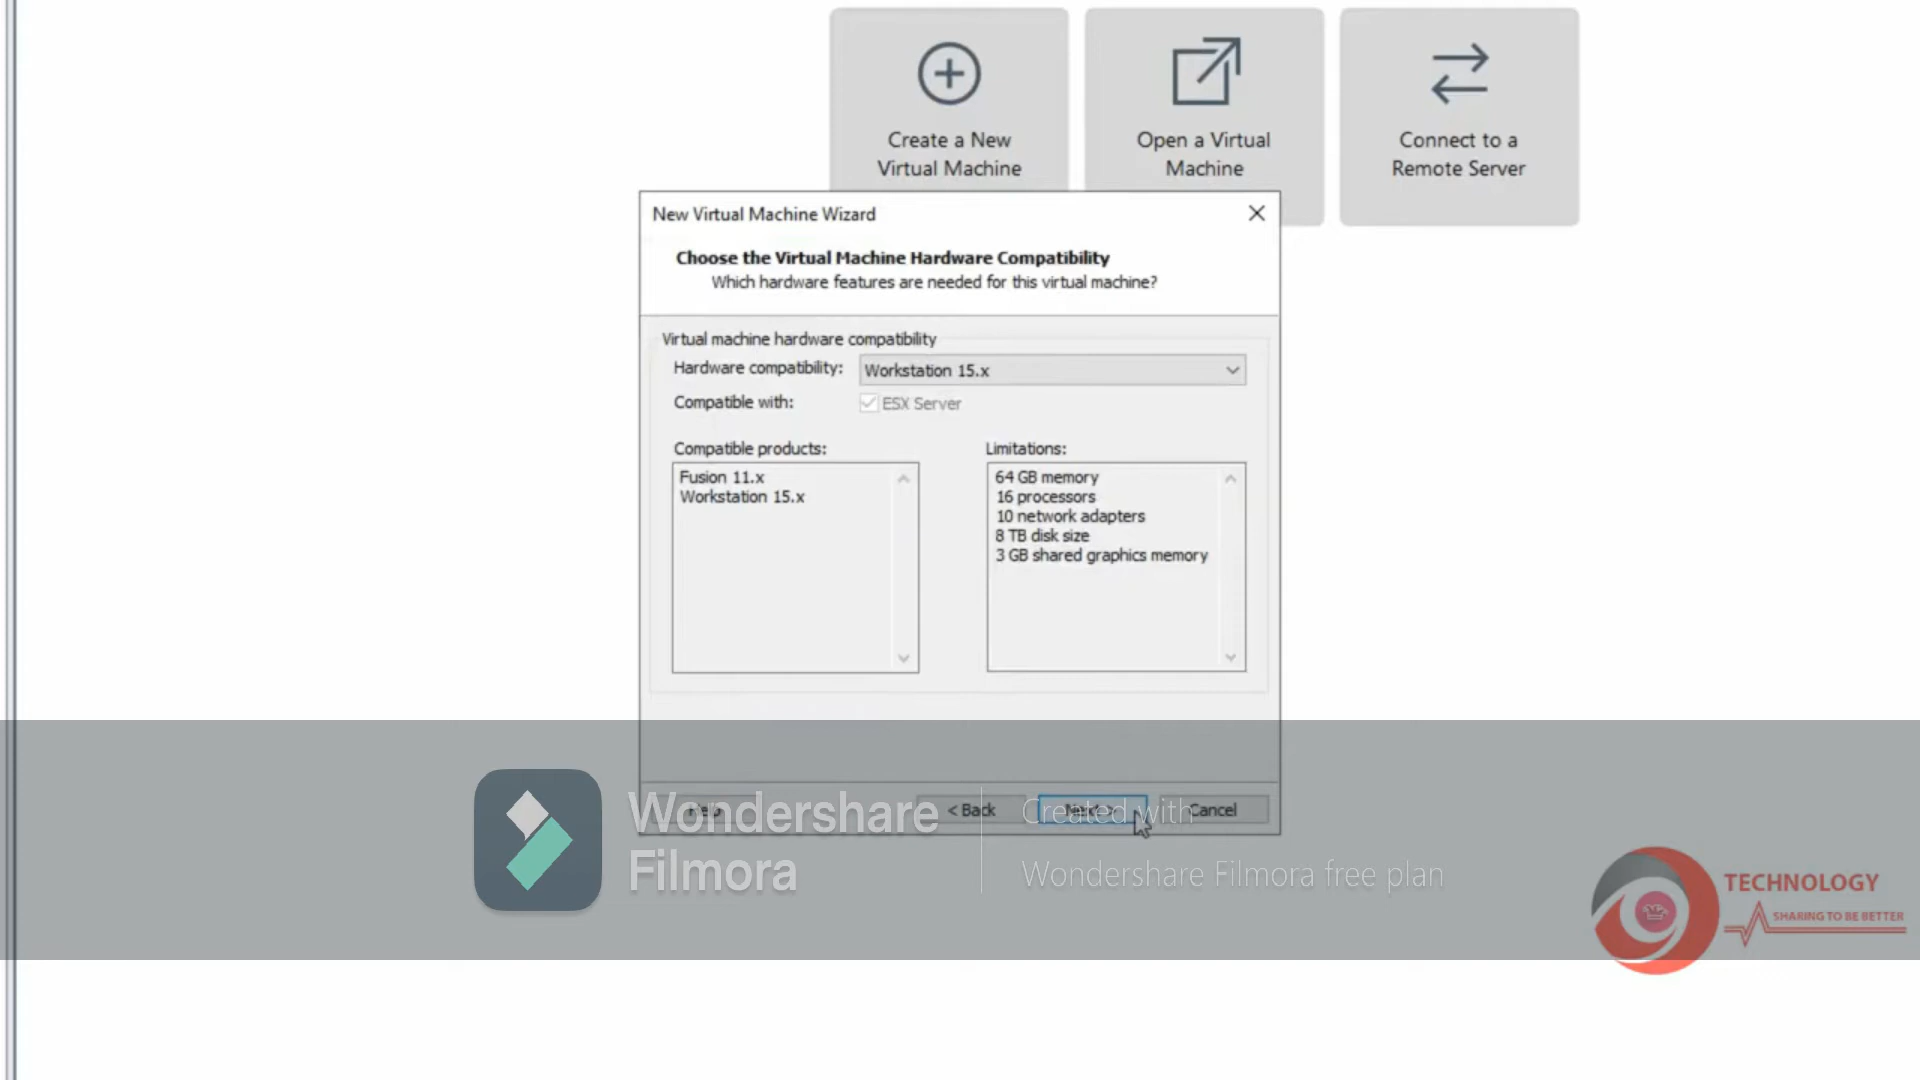 Create a New
Virtual Machine
Open a Virtual
Machine
Connect to a
Remote Server
New Virtual Machine Wizard
Choose the Virtual Machine Hardware Compatibility
Which hardware features are needed for this virtual machine?
Virtual machine hardware compatibility
Hardware compatibility: Workstation 15.x
Compatible with: ESX Server
Compatible products:
Fusion 11.x
Workstation 15.x
Limitations:
64 GB memory
16 processors
10 network adapters
8 TB disk size
3 GB shared graphics memory
Help < Back Next > Cancel
Wondershare
Filmora
Created with
Wondershare Filmora free plan
TECHNOLOGY
SHARING TO BE BETTER